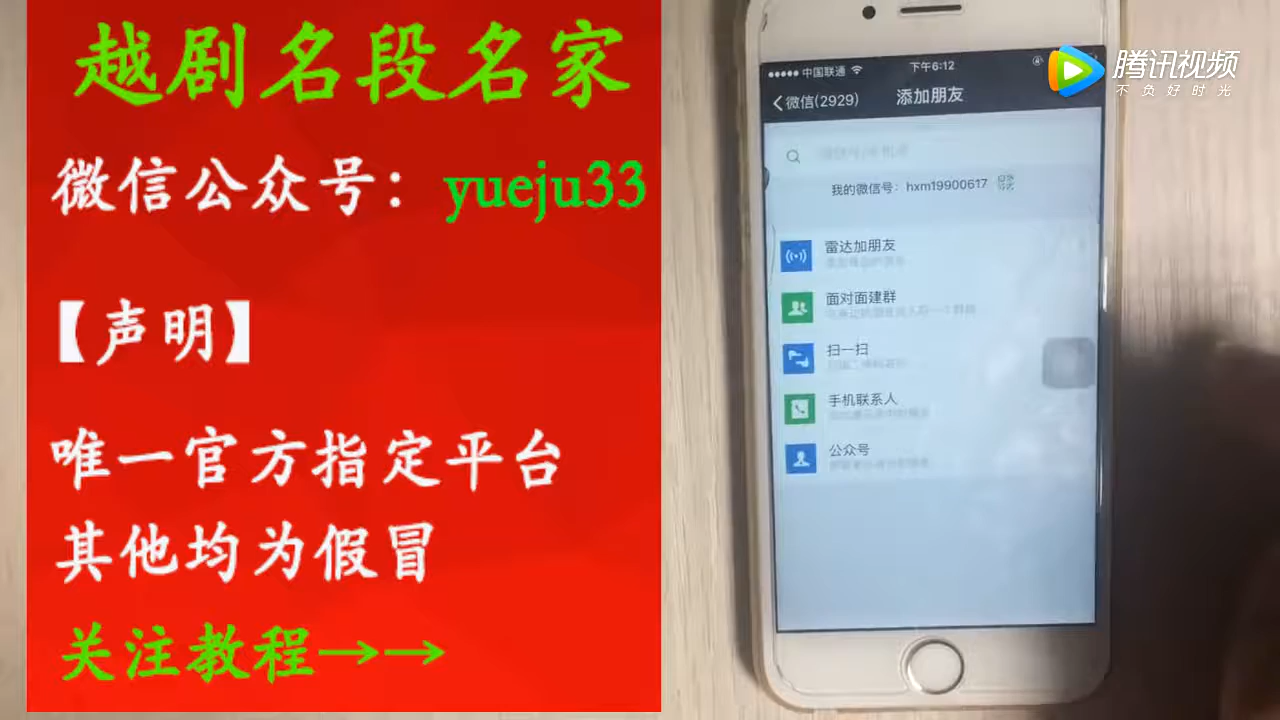 越剧名段名家
微信公众号：yueju33
【声明】
唯一官方指定平台
其他均为假冒
关注教程→→
腾讯视频
不负好时光
中国联通
下午6:12
微信(2929)
添加朋友
我的微信号：hxm19900617
雷达加朋友
面对面建群
扫一扫
手机联系人
公众号